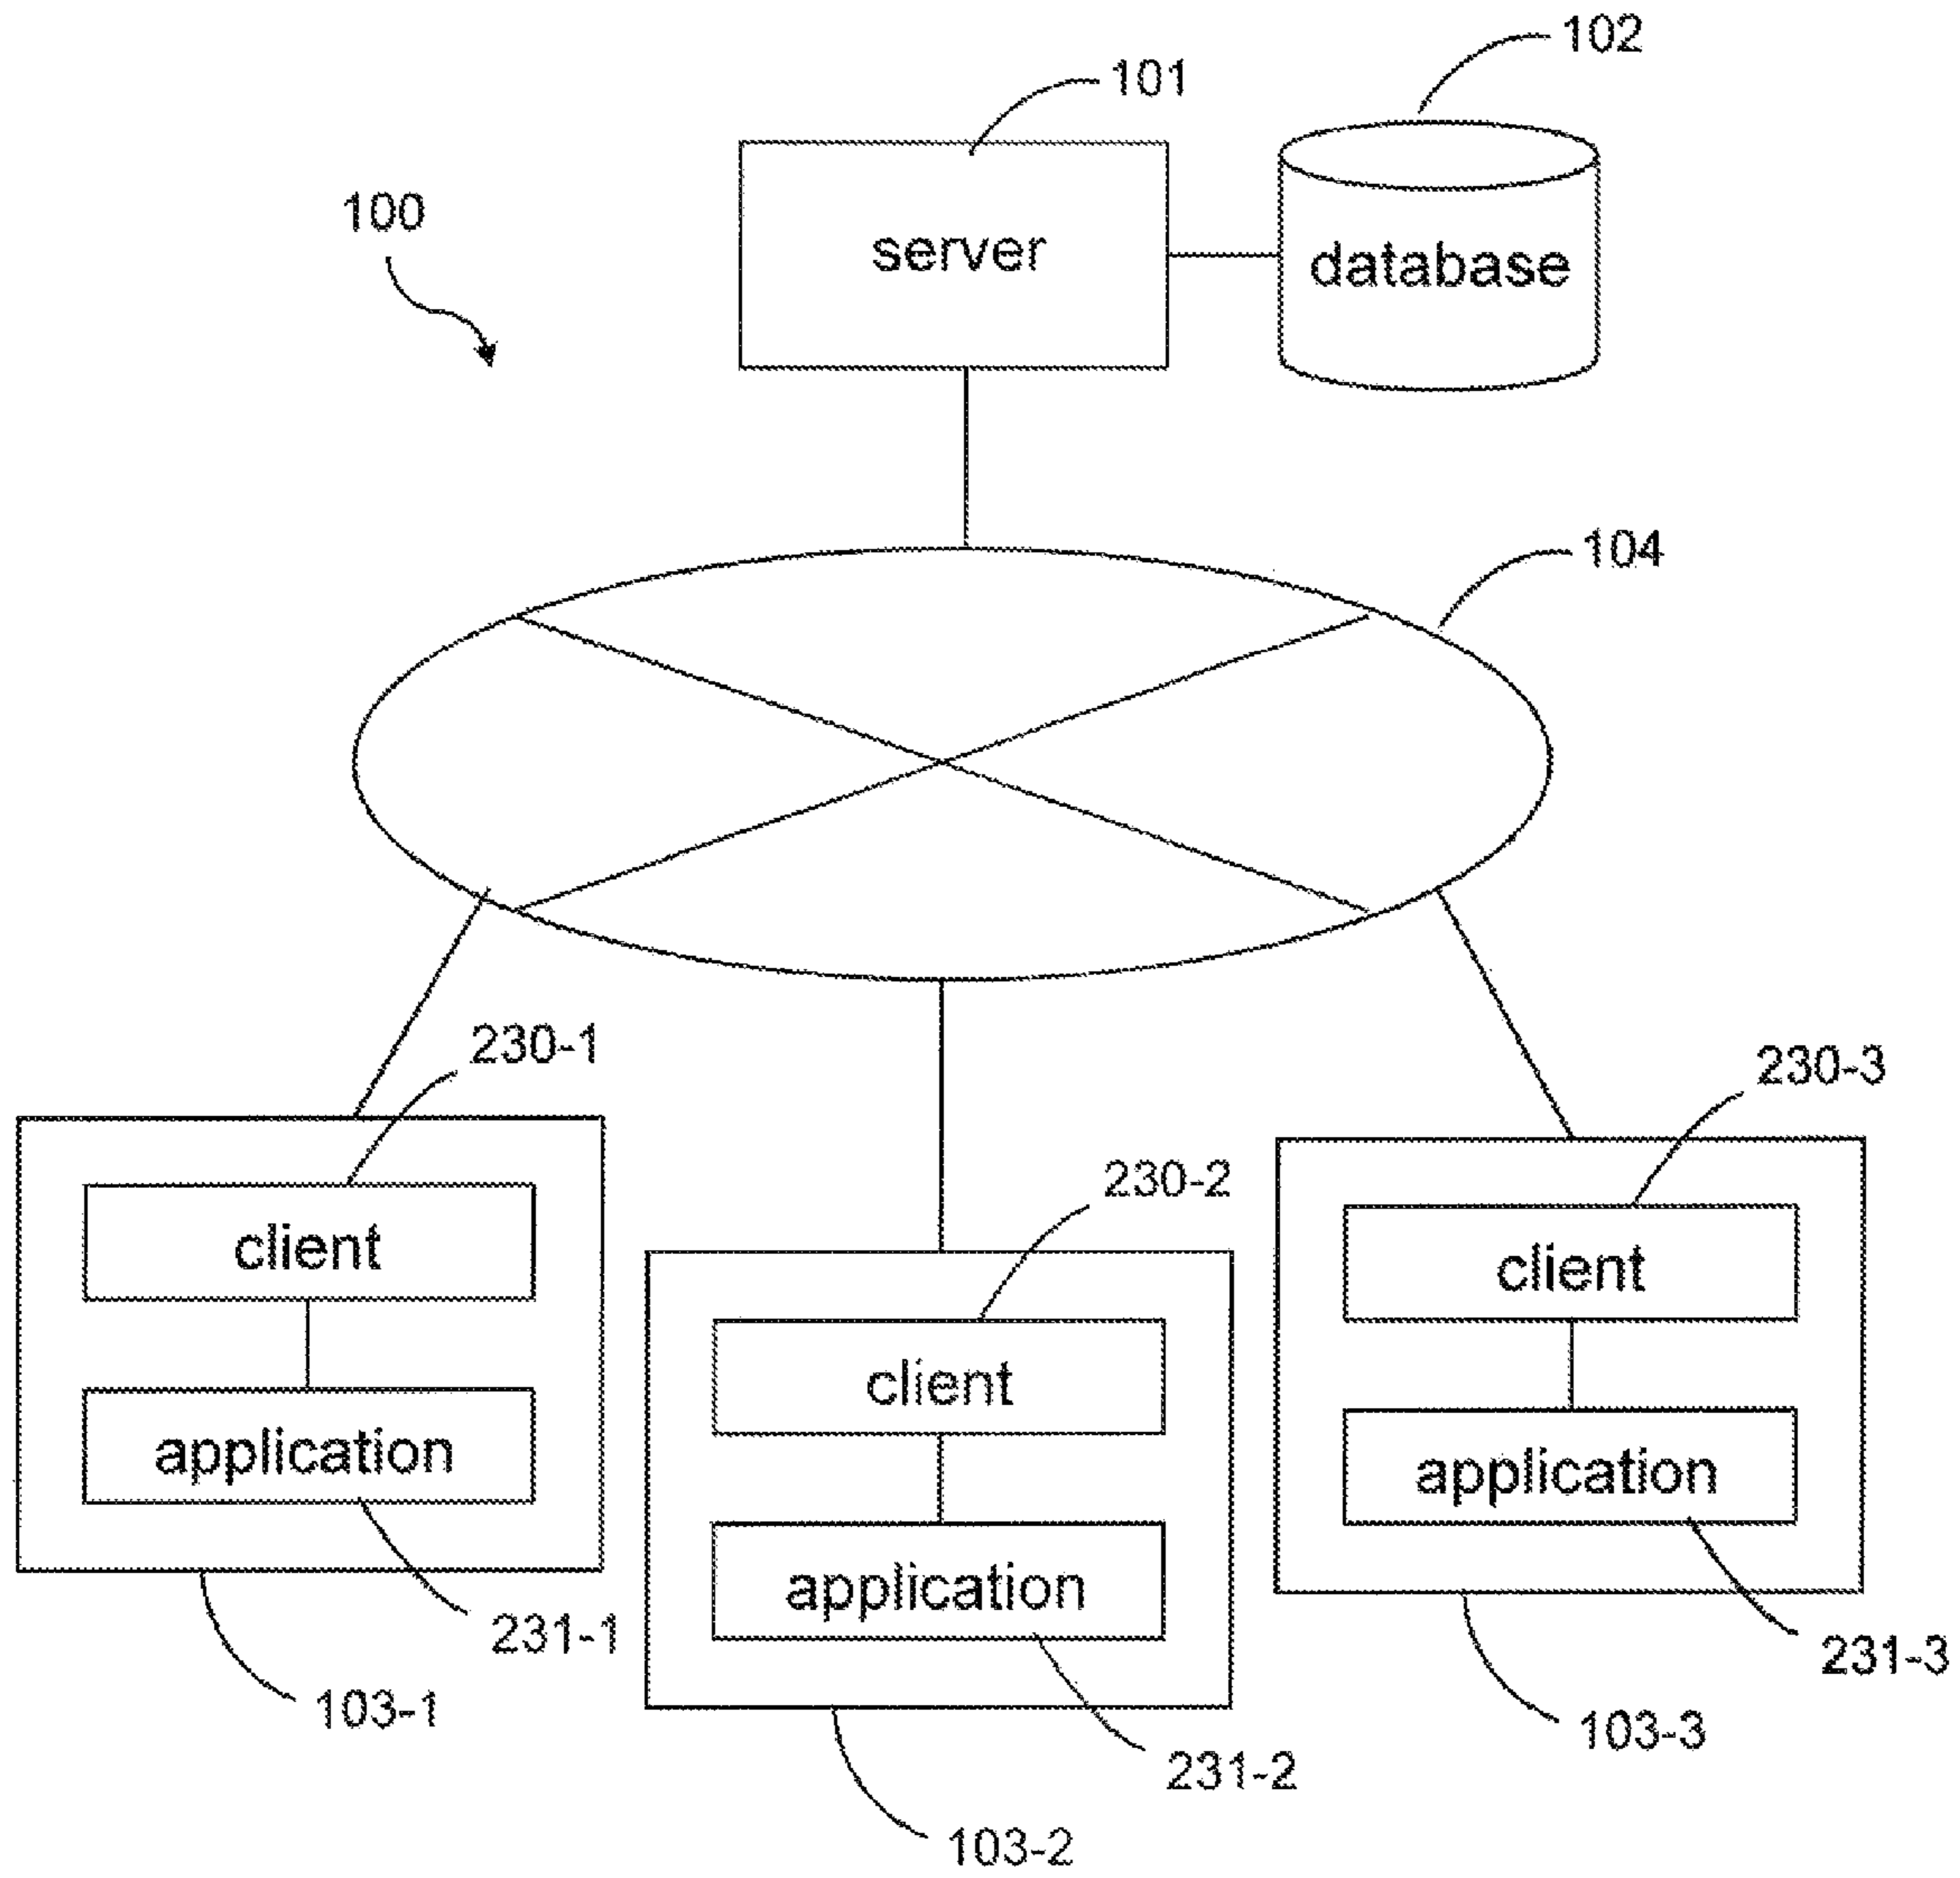 102
101
100
server
database
104
230-1
230-3
230-2
client
client
client
application
application
application
231-1
231-3
103-1
103-3
231-2
103-2